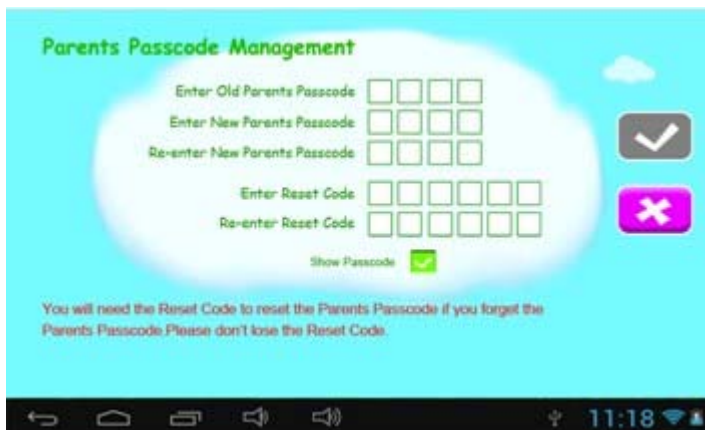 Parents Passcode Management
Enter Old Parents Passcode
Enter New Parents Passcode
Re-enter New Parents Passcode
Enter Reset Code
Re-enter Reset Code
Show Passcode
You will need the Reset Code to reset the Parents Passcode if you forget the
Parents Passcode,Please don't lose the Reset Code.
11:18